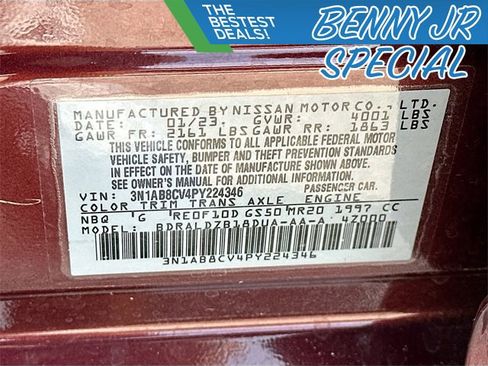 THE
BESTEST
DEALS!
BENNY JR
SPECIAL
MANUFACTURED BY NISSAN MOTOR CO., LTD.
DATE: 01/23 GVWR: 4001 LBS
GAWR FR: 2161 LBS GAWR RR: 1863 LBS
THIS VEHICLE CONFORMS TO ALL APPLICABLE FEDERAL MOTOR
VEHICLE SAFETY, BUMPER AND THEFT PREVENTION STANDARDS
IN EFFECT ON THE DATE OF MANUFACTURE SHOWN ABOVE.
SEE OWNER'S MANUAL FOR ADDITIONAL INFORMATION.
VIN: 3N1AB8CV4PY224346 PASSENGER CAR.
COLOR TRIM TRANS AXLE ENGINE
NBQ G RE0F10D GS50 MR20 1997 CC
MODEL: BDRALDZB18DUA-AA-A 47000
3N1AB8CV4PY224346